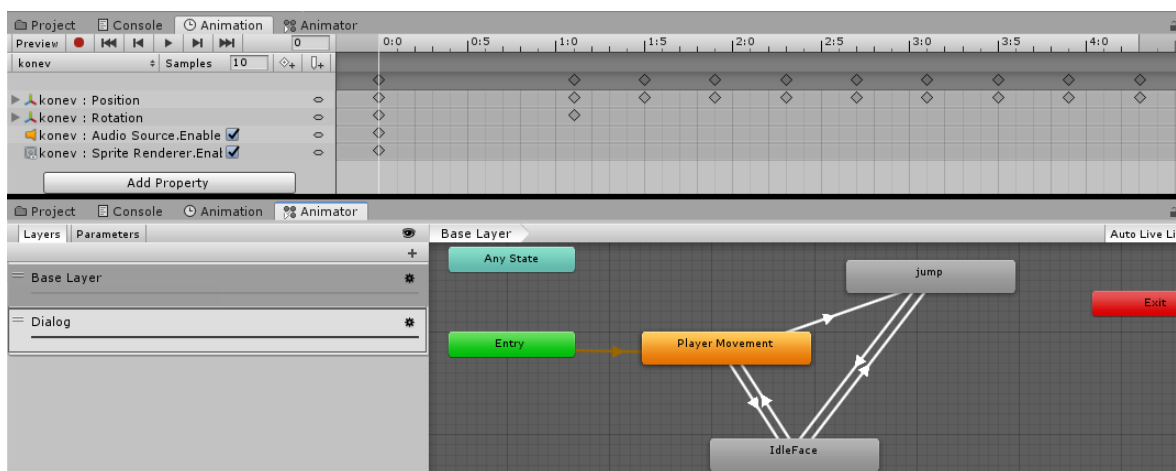 Project Console Animation Animator
Preview 0 0:0 0:5 1:0 1:5 2:0 2:5 3:0 3:5 4:0
konev Samples 10
konev : Position
konev : Rotation
konev : Audio Source.Enable
konev : Sprite Renderer.Enal
Add Property
Project Console Animation Animator
Layers Parameters Base Layer Auto Live Li
Any State
jump
Base Layer
Exit
Dialog
Entry Player Movement
IdleFace